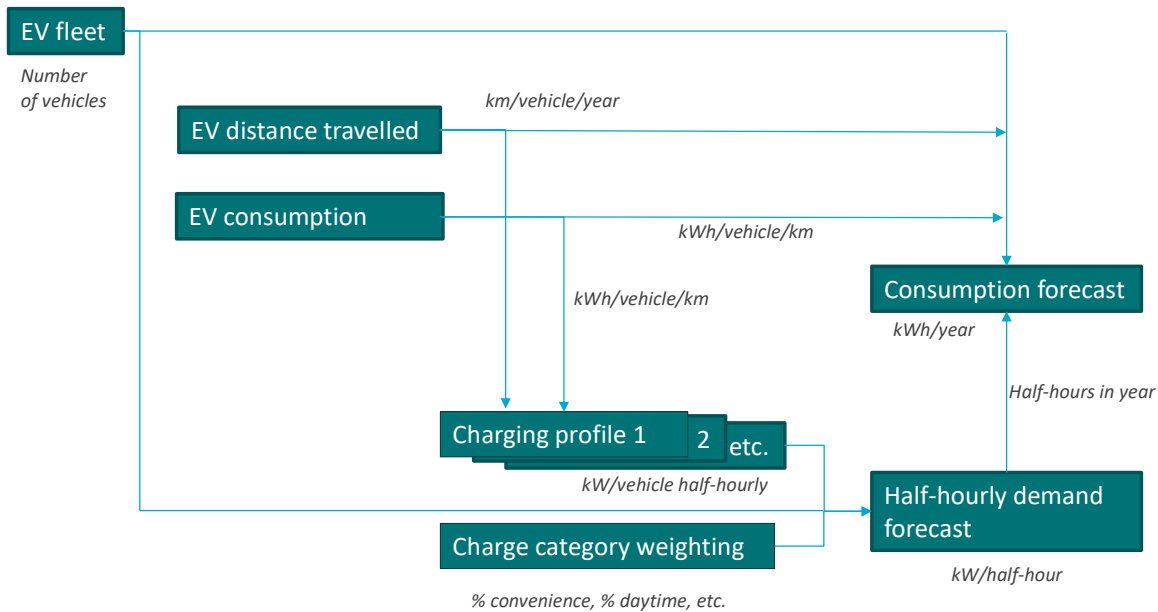 EV fleet
Number
of vehicles
km/vehicle/year
EV distance travelled
EV consumption
kWh/vehicle/km
kWh/vehicle/km
Consumption forecast
kWh/year
Half-hours in year
Charging profile 1
2
etc.
kW/vehicle half-hourly
Half-hourly demand
forecast
Charge category weighting
kW/half-hour
% convenience, % daytime, etc.